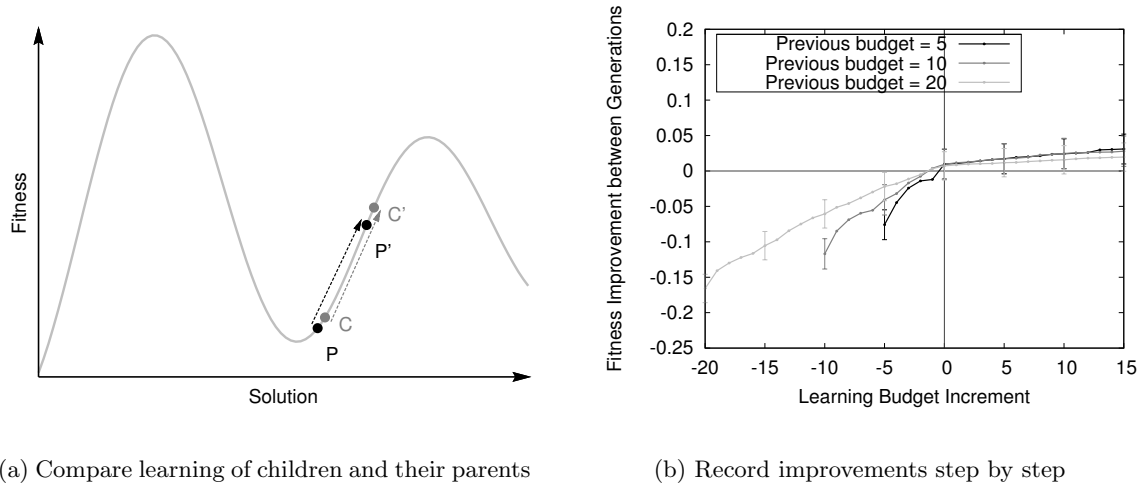 Fitness
C'
P'
C
P
Solution
(a) Compare learning of children and their parents
Fitness Improvement between Generations
0.2
0.15
0.1
0.05
0
-0.05
-0.1
-0.15
-0.2
-0.25
Previous budget = 5
Previous budget = 10
Previous budget = 20
-20 -15 -10 -5 0 5 10 15
Learning Budget Increment
(b) Record improvements step by step